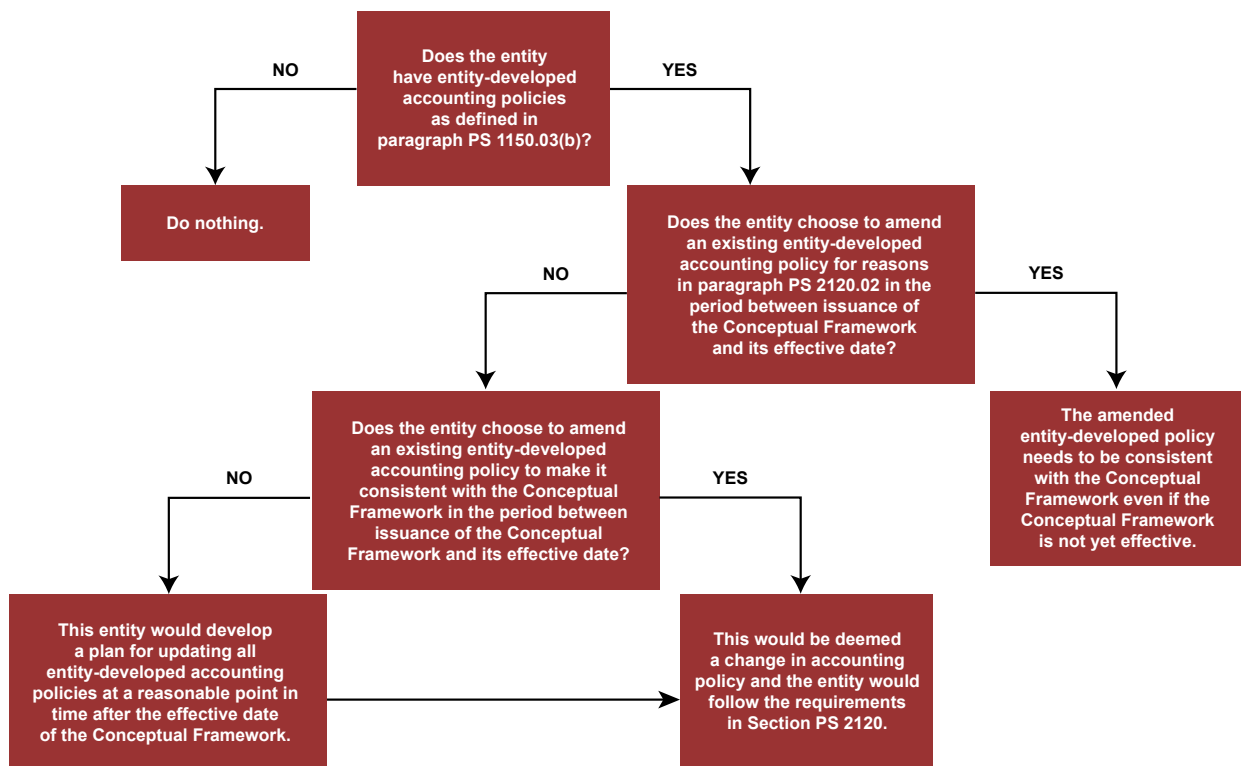 Does the entity
have entity-developed
accounting policies
as defined in
paragraph PS 1150.03(b)?
NO
YES
Do nothing.
Does the entity choose to amend
an existing entity-developed
accounting policy for reasons
in paragraph PS 2120.02 in the
period between issuance of
the Conceptual Framework
and its effective date?
NO
YES
Does the entity choose to amend
an existing entity-developed
accounting policy to make it
consistent with the Conceptual
Framework in the period between
issuance of the Conceptual
Framework and its effective date?
The amended
entity-developed policy
needs to be consistent
with the Conceptual
Framework even if the
Conceptual Framework
is not yet effective.
NO
YES
This entity would develop
a plan for updating all
entity-developed accounting
policies at a reasonable point in
time after the effective date
of the Conceptual Framework.
This would be deemed
a change in accounting
policy and the entity would
follow the requirements
in Section PS 2120.